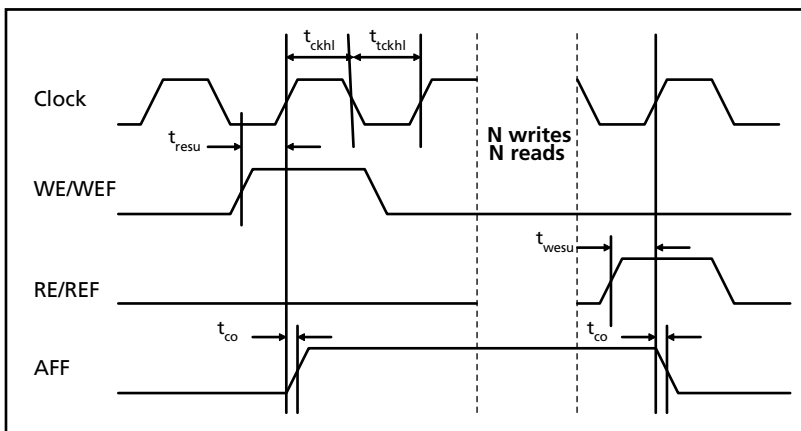 t_ckhl t_tckhl
Clock
N writes
N reads
t_resu
WE/WEF
t_wesu
RE/REF
t_co t_co
AFF